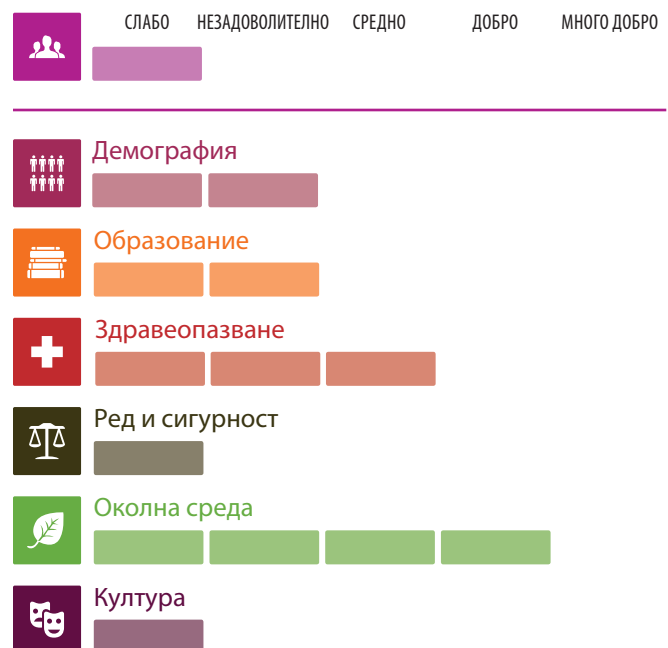 СЛАБО НЕЗАДОВОЛИТЕЛНО СРЕДНО ДОБРО МНОГО ДОБРО
Демография
Образование
Здравеопазване
Ред и сигурност
Околна среда
Култура